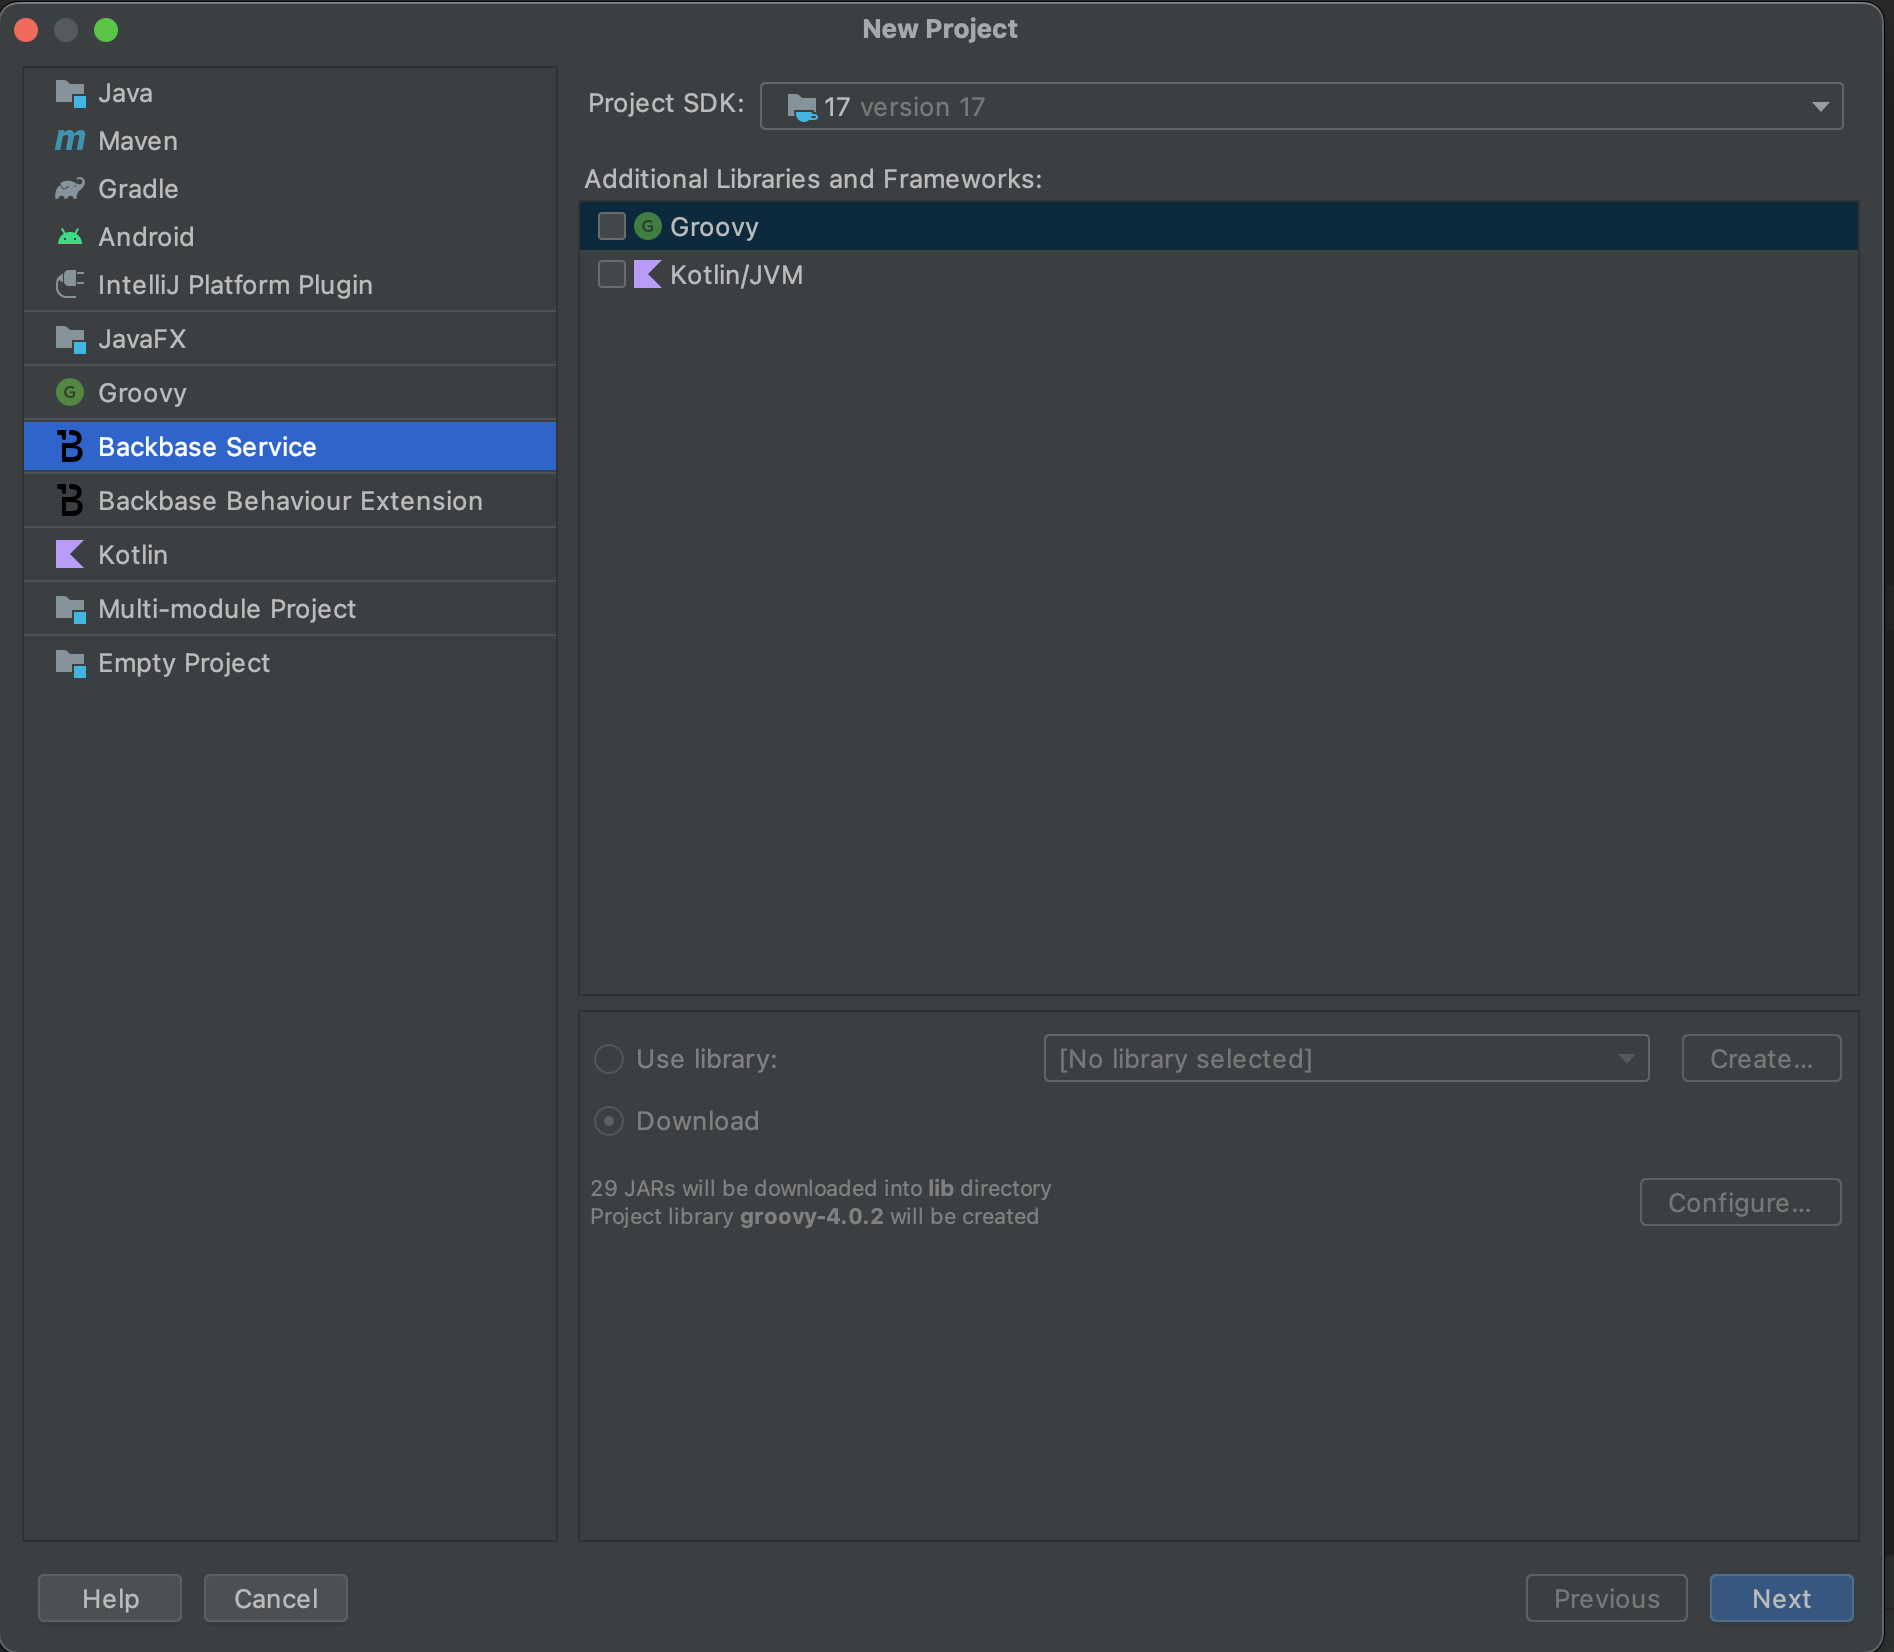 New Project
Java
Maven
Gradle
Android
IntelliJ Platform Plugin
JavaFX
Groovy
Backbase Service
Backbase Behaviour Extension
Kotlin
Multi-module Project
Empty Project
Project SDK: 17 version 17
Additional Libraries and Frameworks:
Groovy
Kotlin/JVM
Use library: [No library selected] Create...
Download
29 JARs will be downloaded into lib directory
Project library groovy-4.0.2 will be created
Configure...
Help Cancel Previous Next